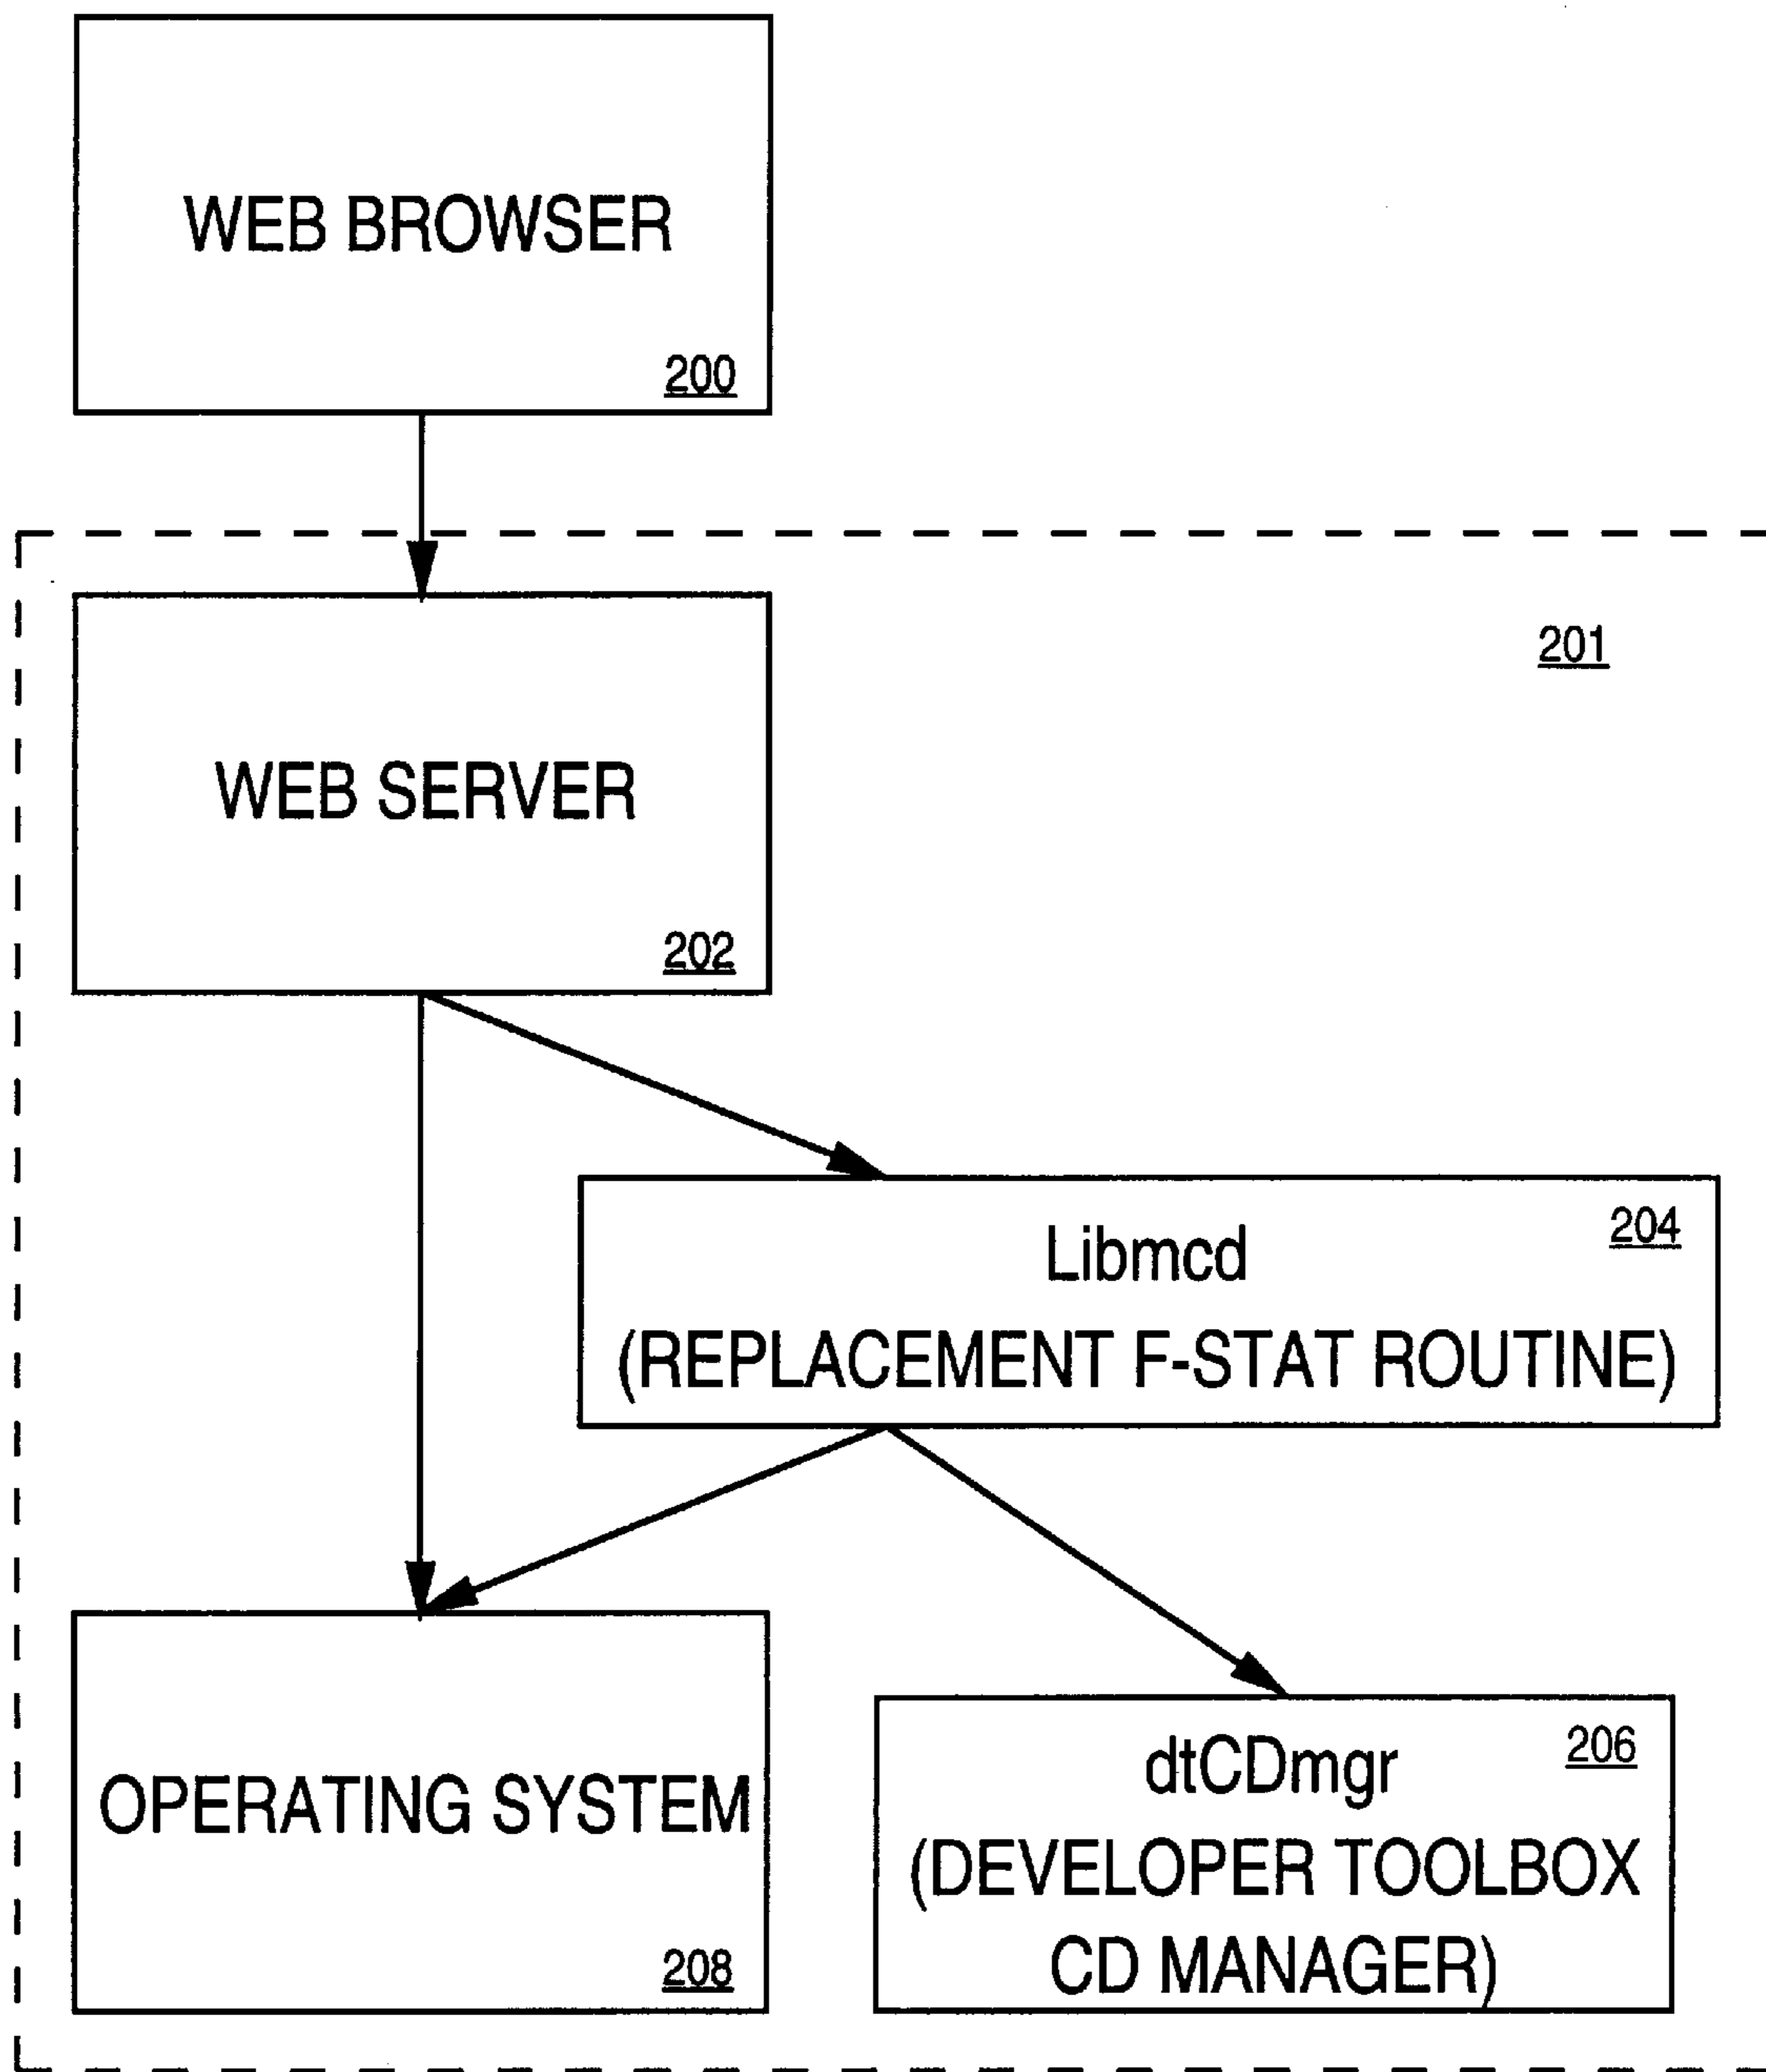 WEB BROWSER
200
201
WEB SERVER
202
204
Libmcd
(REPLACEMENT F-STAT ROUTINE)
OPERATING SYSTEM
208
206
dtCDmgr
(DEVELOPER TOOLBOX
CD MANAGER)